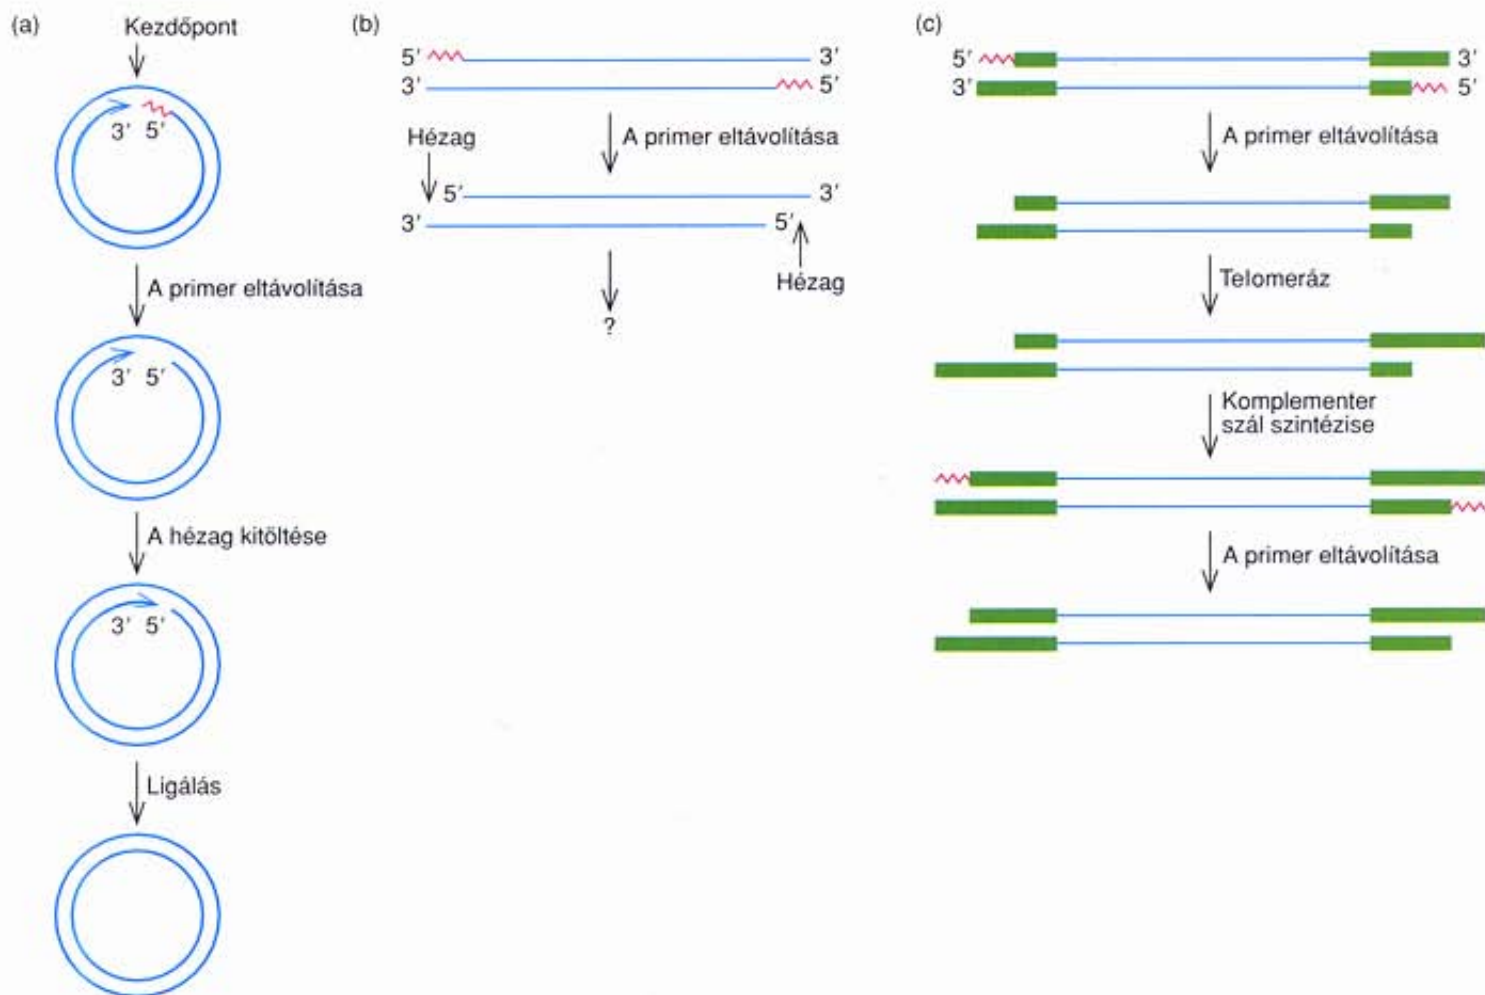 (a)
Kezdőpont
3′ 5′
A primer eltávolítása
3′ 5′
A hézag kitöltése
3′ 5′
Ligálás
(b)
5′ 3′
3′ 5′
Hézag
A primer eltávolítása
5′ 3′
3′ 5′
Hézag
?
(c)
5′ 3′
3′ 5′
A primer eltávolítása
Telomeráz
Komplementer
szál szintézise
A primer eltávolítása